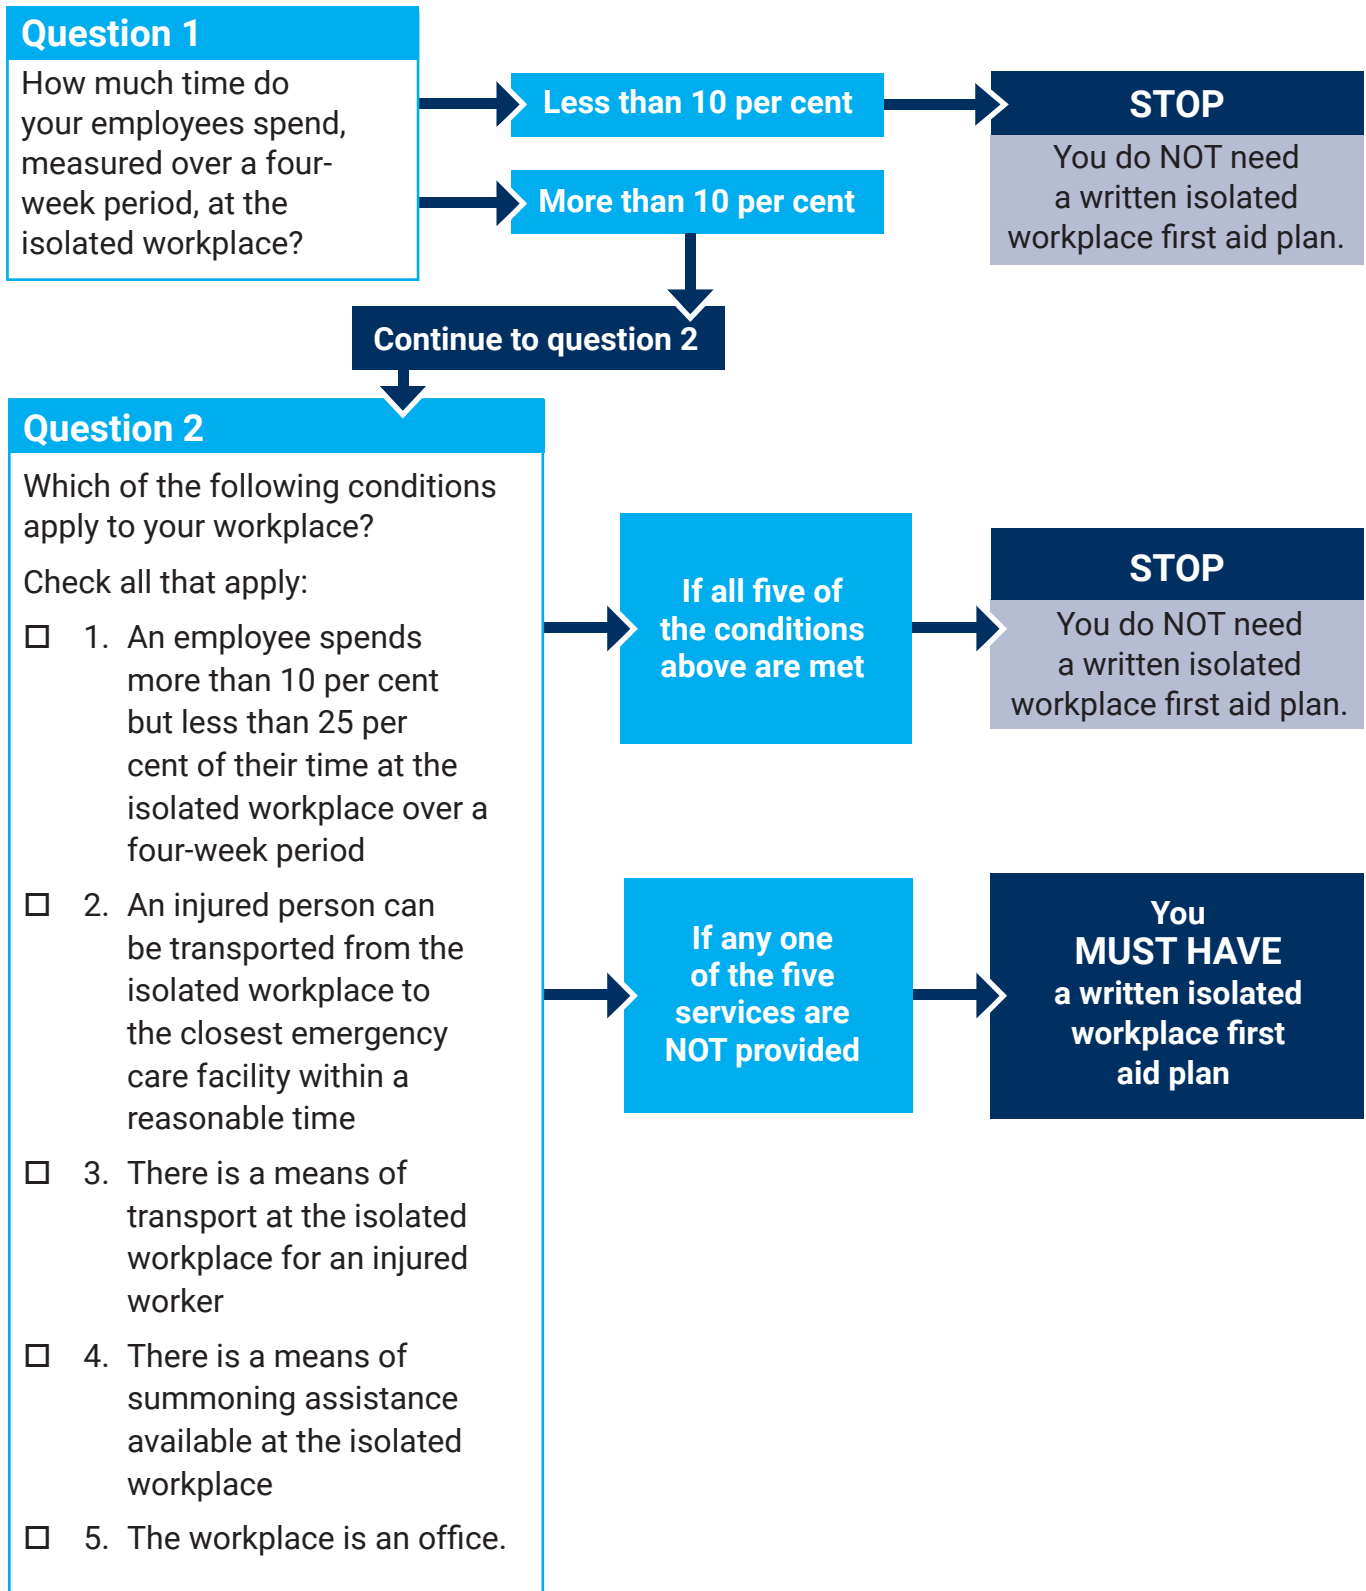 Question 1
How much time do
your employees spend,
measured over a four-
week period, at the
isolated workplace?
Less than 10 per cent
STOP
You do NOT need
a written isolated
workplace first aid plan.
More than 10 per cent
Continue to question 2
Question 2
Which of the following conditions
apply to your workplace?
Check all that apply:
1. An employee spends
more than 10 per cent
but less than 25 per
cent of their time at the
isolated workplace over a
four-week period
2. An injured person can
be transported from the
isolated workplace to
the closest emergency
care facility within a
reasonable time
3. There is a means of
transport at the isolated
workplace for an injured
worker
4. There is a means of
summoning assistance
available at the isolated
workplace
5. The workplace is an office.
If all five of
the conditions
above are met
STOP
You do NOT need
a written isolated
workplace first aid plan.
If any one
of the five
services are
NOT provided
You
MUST HAVE
a written isolated
workplace first
aid plan